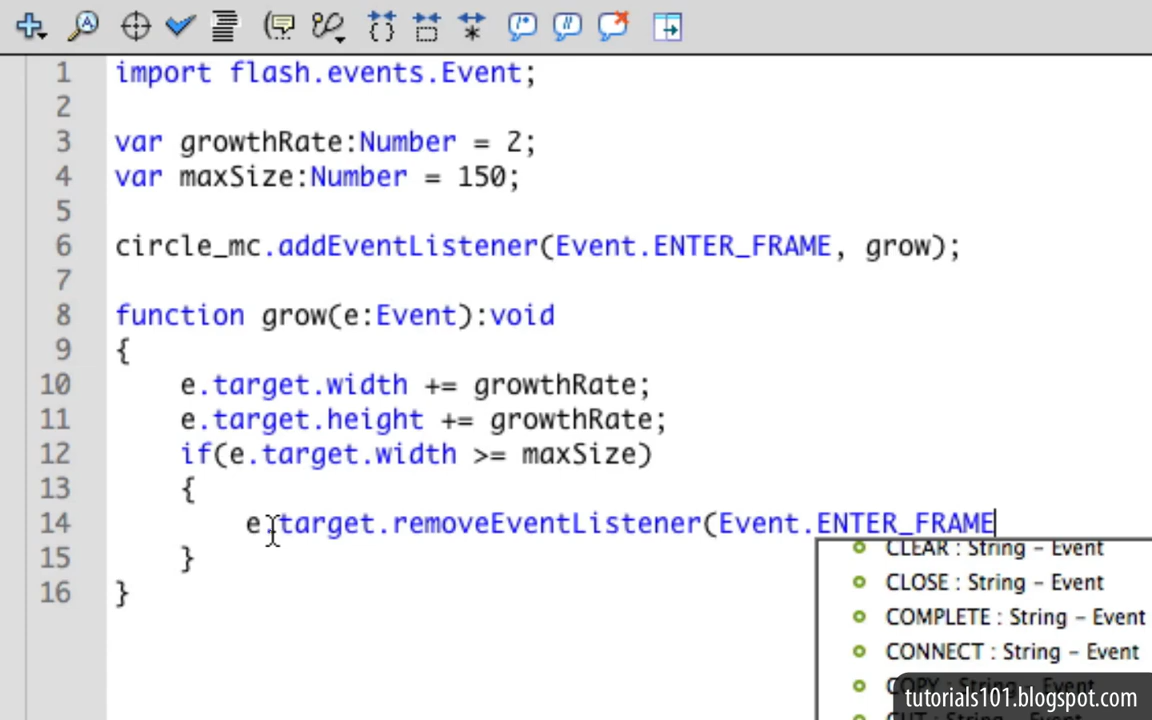 1 import flash.events.Event;
2
3 var growthRate:Number = 2;
4 var maxSize:Number = 150;
5
6 circle_mc.addEventListener(Event.ENTER_FRAME, grow);
7
8 function grow(e:Event):void
9 {
10 e.target.width += growthRate;
11 e.target.height += growthRate;
12 if(e.target.width >= maxSize)
13 {
14 e.target.removeEventListener(Event.ENTER_FRAME
15 }
16 }
CLEAR : String – Event
CLOSE : String – Event
COMPLETE : String – Event
CONNECT : String – Event
COPY : String – Event
tutorials101.blogspot.com